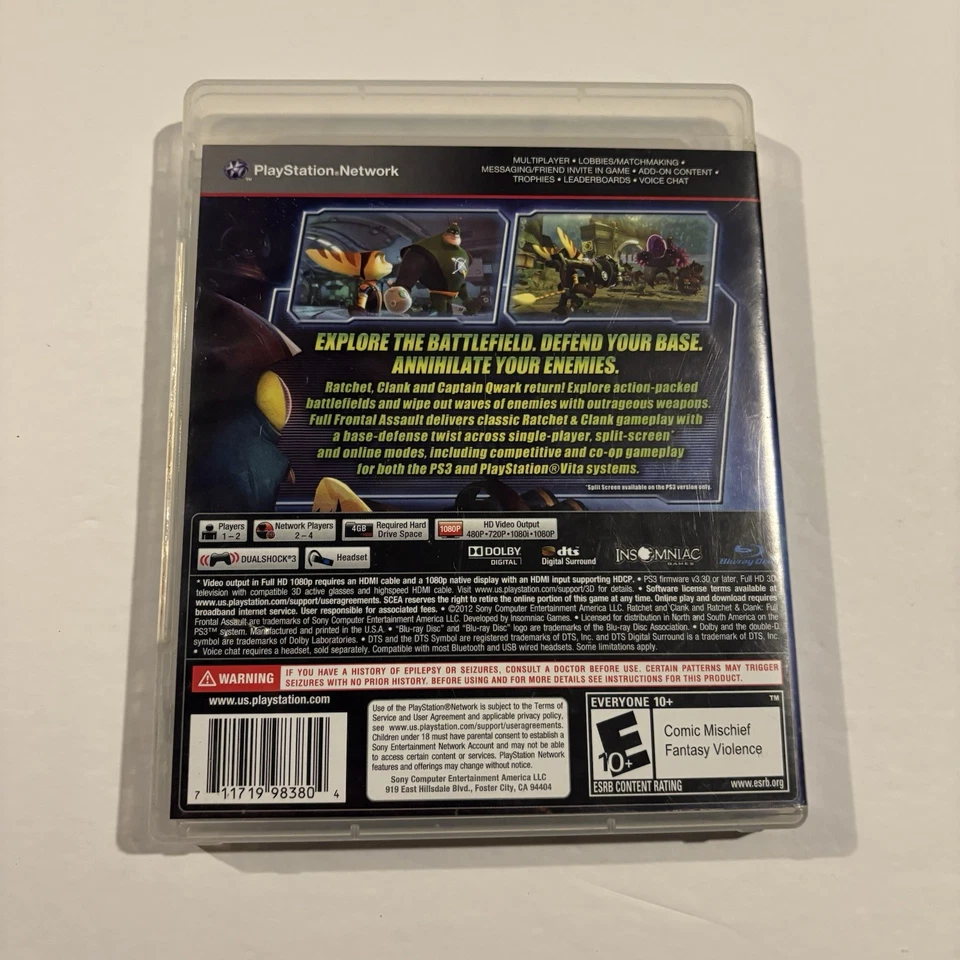 PlayStation®Network
MULTIPLAYER • LOBBIES/MATCHMAKING •
MESSAGING/FRIEND INVITE IN GAME • ADD-ON CONTENT •
TROPHIES • LEADERBOARDS • VOICE CHAT
EXPLORE THE BATTLEFIELD. DEFEND YOUR BASE.
ANNIHILATE YOUR ENEMIES.
Ratchet, Clank and Captain Qwark return! Explore action-packed
battlefields and wipe out waves of enemies with outrageous weapons.
Full Frontal Assault delivers classic Ratchet & Clank gameplay with
a base-defense twist across single-player, split-screen*
and online modes, including competitive and co-op gameplay
for both the PS3 and PlayStation®Vita systems.
*Split Screen available on the PS3 version only.
Players
1 – 2
Network Players
2 – 4
4GB
Required Hard
Drive Space
1080P
HD Video Output
480P•720P•1080i•1080P
DUALSHOCK®3
Headset
DOLBY
DIGITAL
dts
Digital Surround
INSOMNIAC
GAMES
Blu-ray Disc
* Video output in Full HD 1080p requires an HDMI cable and a 1080p native display with an HDMI input supporting HDCP. • PS3 firmware v3.30 or later, Full HD 3D
television with compatible 3D active glasses and highspeed HDMI cable. Visit www.us.playstation.com/support/3D for details. • Software license terms available at
www.us.playstation.com/support/useragreements. SCEA reserves the right to retire the online portion of this game at any time. Online play and download requires
broadband internet service. User responsible for associated fees. • ©2012 Sony Computer Entertainment America LLC. Ratchet and Clank and Ratchet & Clank: Full
Frontal Assault are trademarks of Sony Computer Entertainment America LLC. Developed by Insomniac Games. • Licensed for distribution in North and South America on the
PS3™ system. Manufactured and printed in the U.S.A. • "Blu-ray Disc" and "Blu-ray Disc" logo are trademarks of the Blu-ray Disc Association. • Dolby and the double-D
symbol are trademarks of Dolby Laboratories. • DTS and the DTS Symbol are registered trademarks of DTS, Inc. and DTS Digital Surround is a trademark of DTS, Inc.
• Voice chat requires a headset, sold separately. Compatible with most Bluetooth and USB wired headsets. Some limitations apply.
WARNING
IF YOU HAVE A HISTORY OF EPILEPSY OR SEIZURES, CONSULT A DOCTOR BEFORE USE. CERTAIN PATTERNS MAY TRIGGER
SEIZURES WITH NO PRIOR HISTORY. BEFORE USING AND FOR MORE DETAILS SEE INSTRUCTIONS FOR THIS PRODUCT.
www.us.playstation.com
7 11719 98380 4
Use of the PlayStation®Network is subject to the Terms of
Service and User Agreement and applicable privacy policy,
see www.us.playstation.com/support/useragreements.
Children under 18 must have parental consent to establish a
Sony Entertainment Network Account and may not be able
to access certain content or services. PlayStation Network
features and offerings may change without notice.
Sony Computer Entertainment America LLC
919 East Hillsdale Blvd., Foster City, CA 94404
EVERYONE 10+
™
E
10+
Comic Mischief
Fantasy Violence
ESRB CONTENT RATING
www.esrb.org